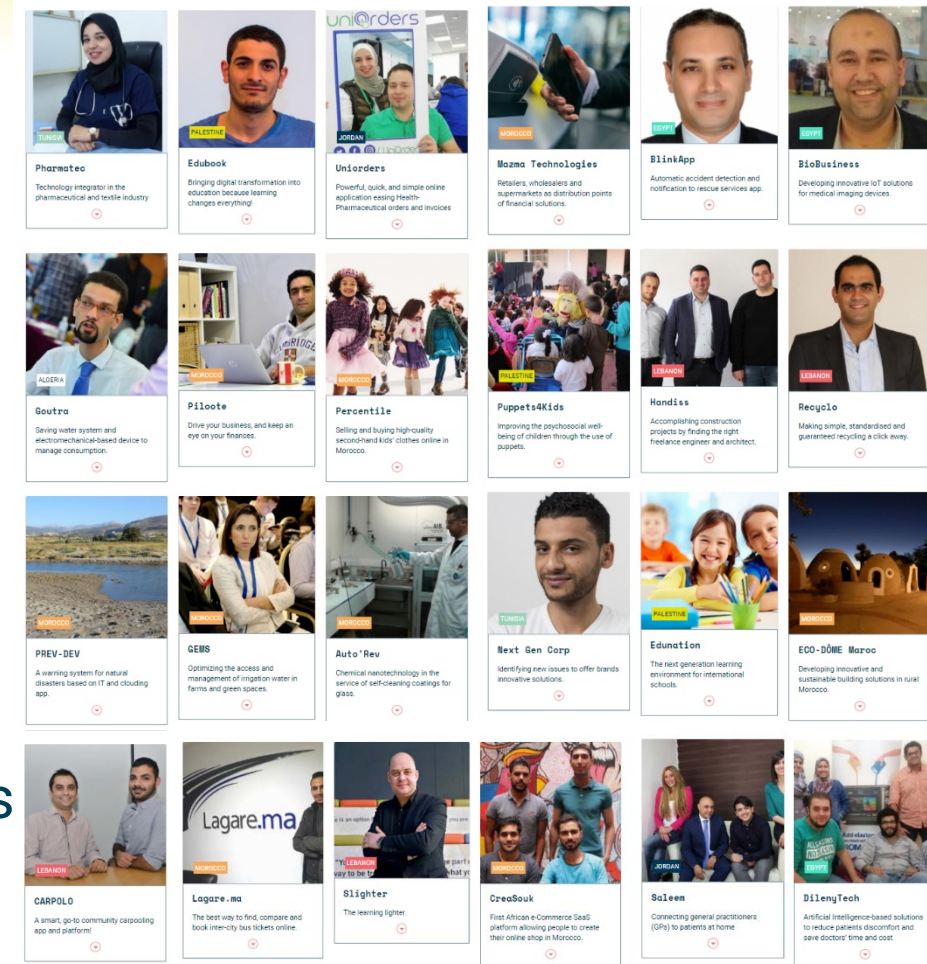 uni@rders
TUNISIA
Pharmatec
Technology integrator in the
pharmaceutical and textile industry
PALESTINE
Edubook
Bringing digital transformation into
education because learning
changes everything!
JORDAN
Uniorders
Powerful, quick, and simple online
application easing Health-
Pharmaceutical orders and invoices
MOROCCO
Mazma Technologies
Retailers, wholesalers and
supermarkets as distribution points
of financial solutions.
EGYPT
BlinkApp
Automatic accident detection and
notification to rescue services app.
EGYPT
BioBusiness
Developing innovative IoT solutions
for medical imaging devices.
ALGERIA
Goutra
Saving water system and
electromechanical-based device to
manage consumption.
MOROCCO
Piloote
Drive your business, and keep an
eye on your finances.
MOROCCO
Percentile
Selling and buying high-quality
second-hand kids' clothes online in
Morocco.
PALESTINE
Puppets4Kids
Improving the psychosocial well-
being of children through the use of
puppets.
LEBANON
Handiss
Accomplishing construction
projects by finding the right
freelance engineer and architect.
LEBANON
Recyclo
Making simple, standardised and
guaranteed recycling a click away.
MOROCCO
PREV-DEV
A warning system for natural
disasters based on IT and clouding
app.
MOROCCO
GEMS
Optimizing the access and
management of irrigation water in
farms and green spaces.
MOROCCO
Auto'Rev
Chemical nanotechnology in the
service of self-cleaning coatings for
glass.
TUNISIA
Next Gen Corp
Identifying new issues to offer brands
innovative solutions.
PALESTINE
Edunation
The next generation learning
environment for international
schools.
MOROCCO
ECO-DÔME Maroc
Developing innovative and
sustainable building solutions in rural
Morocco.
s
LEBANON
CARPOLO
A smart, go-to community carpooling
app and platform!
Lagare.ma
MOROCCO
Lagare.ma
The best way to find, compare and
book inter-city bus tickets online.
LEBANON
Slighter
The learning lighter.
MOROCCO
CreaSouk
First African e-Commerce SaaS
platform allowing people to create
their online shop in Morocco.
JORDAN
Saleem
Connecting general practitioners
(GPs) to patients at home
EGYPT
DilenyTech
Artificial Intelligence-based solutions
to reduce patients discomfort and
save doctors' time and cost